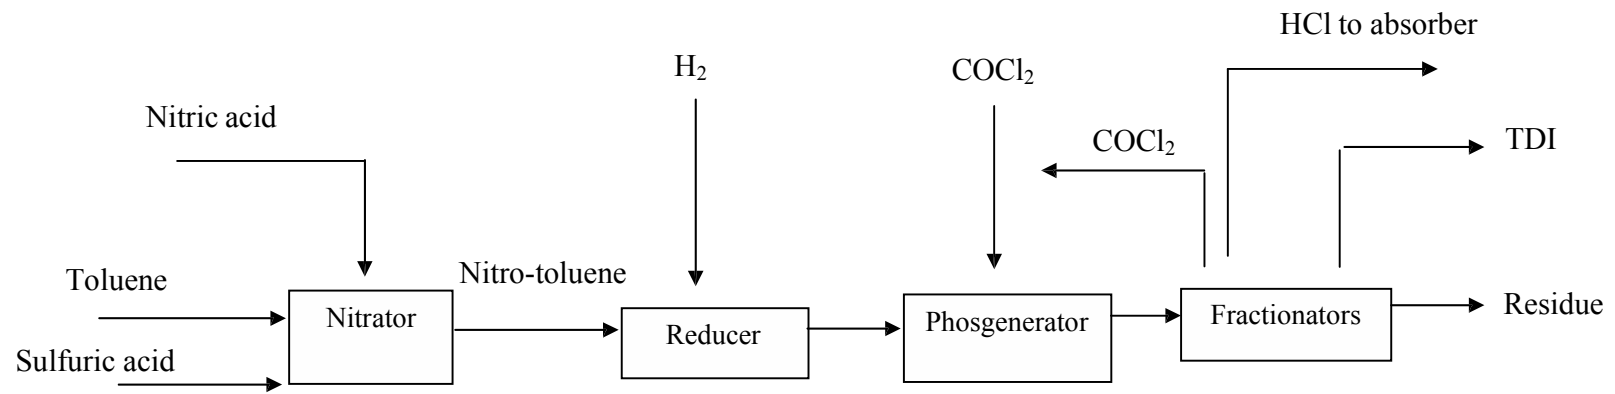 HCl to absorber
H₂
COCl₂
Nitric acid
COCl₂
TDI
Toluene
Nitro-toluene
Nitrator
Reducer
Phosgenerator
Fractionators
Residue
Sulfuric acid